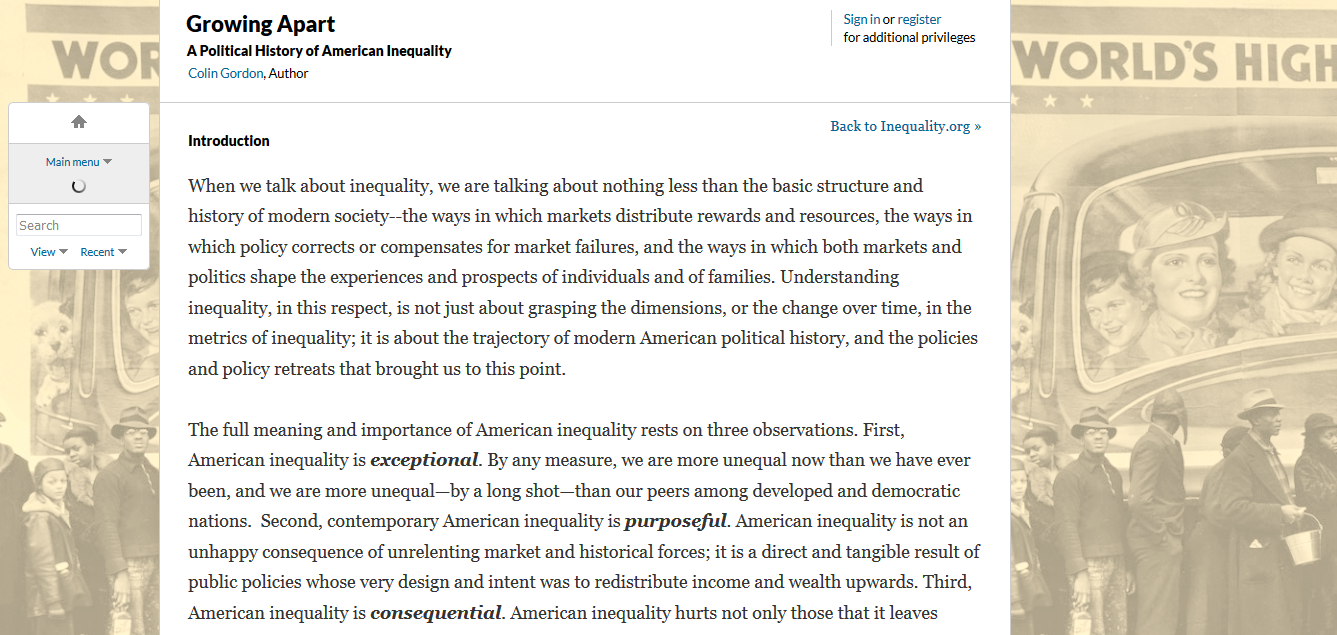 WOR
WORLD'S HIGH
Growing Apart
A Political History of American Inequality
Colin Gordon, Author
Sign in or register
for additional privileges
Main menu
Search
View Recent
Back to Inequality.org »
Introduction
When we talk about inequality, we are talking about nothing less than the basic structure and
history of modern society--the ways in which markets distribute rewards and resources, the ways in
which policy corrects or compensates for market failures, and the ways in which both markets and
politics shape the experiences and prospects of individuals and of families. Understanding
inequality, in this respect, is not just about grasping the dimensions, or the change over time, in the
metrics of inequality; it is about the trajectory of modern American political history, and the policies
and policy retreats that brought us to this point.
The full meaning and importance of American inequality rests on three observations. First,
American inequality is exceptional. By any measure, we are more unequal now than we have ever
been, and we are more unequal—by a long shot—than our peers among developed and democratic
nations.  Second, contemporary American inequality is purposeful. American inequality is not an
unhappy consequence of unrelenting market and historical forces; it is a direct and tangible result of
public policies whose very design and intent was to redistribute income and wealth upwards. Third,
American inequality is consequential. American inequality hurts not only those that it leaves